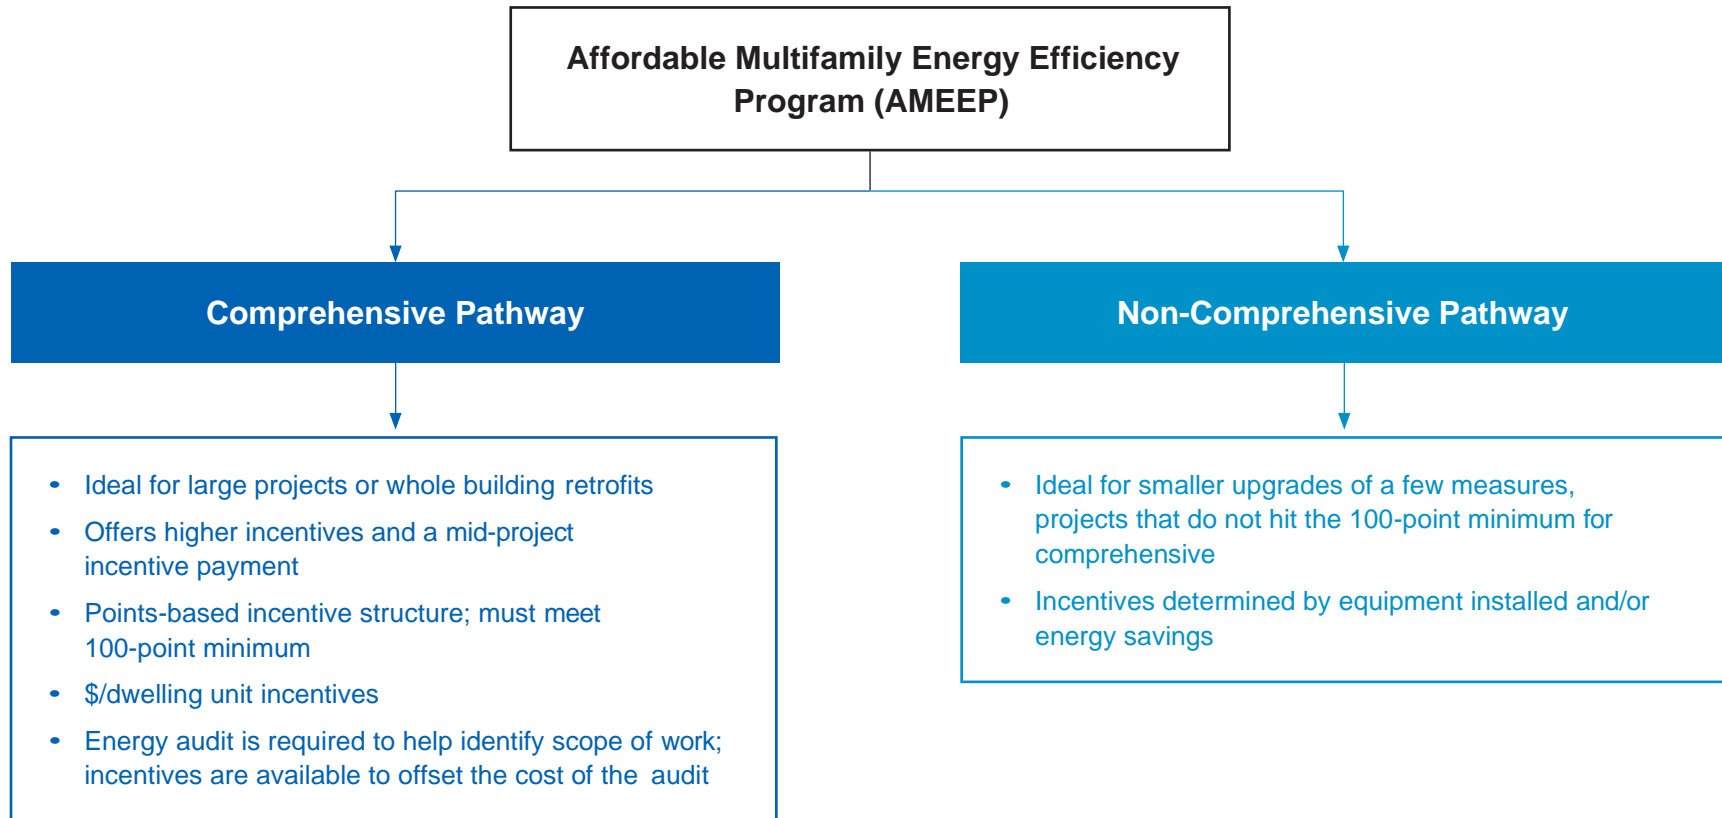 Affordable Multifamily Energy Efficiency
Program (AMEEP)
Comprehensive Pathway
• Ideal for large projects or whole building retrofits
• Offers higher incentives and a mid-project
incentive payment
• Points-based incentive structure; must meet
100-point minimum
• $/dwelling unit incentives
• Energy audit is required to help identify scope of work;
incentives are available to offset the cost of the audit
Non-Comprehensive Pathway
• Ideal for smaller upgrades of a few measures,
projects that do not hit the 100-point minimum for
comprehensive
• Incentives determined by equipment installed and/or
energy savings